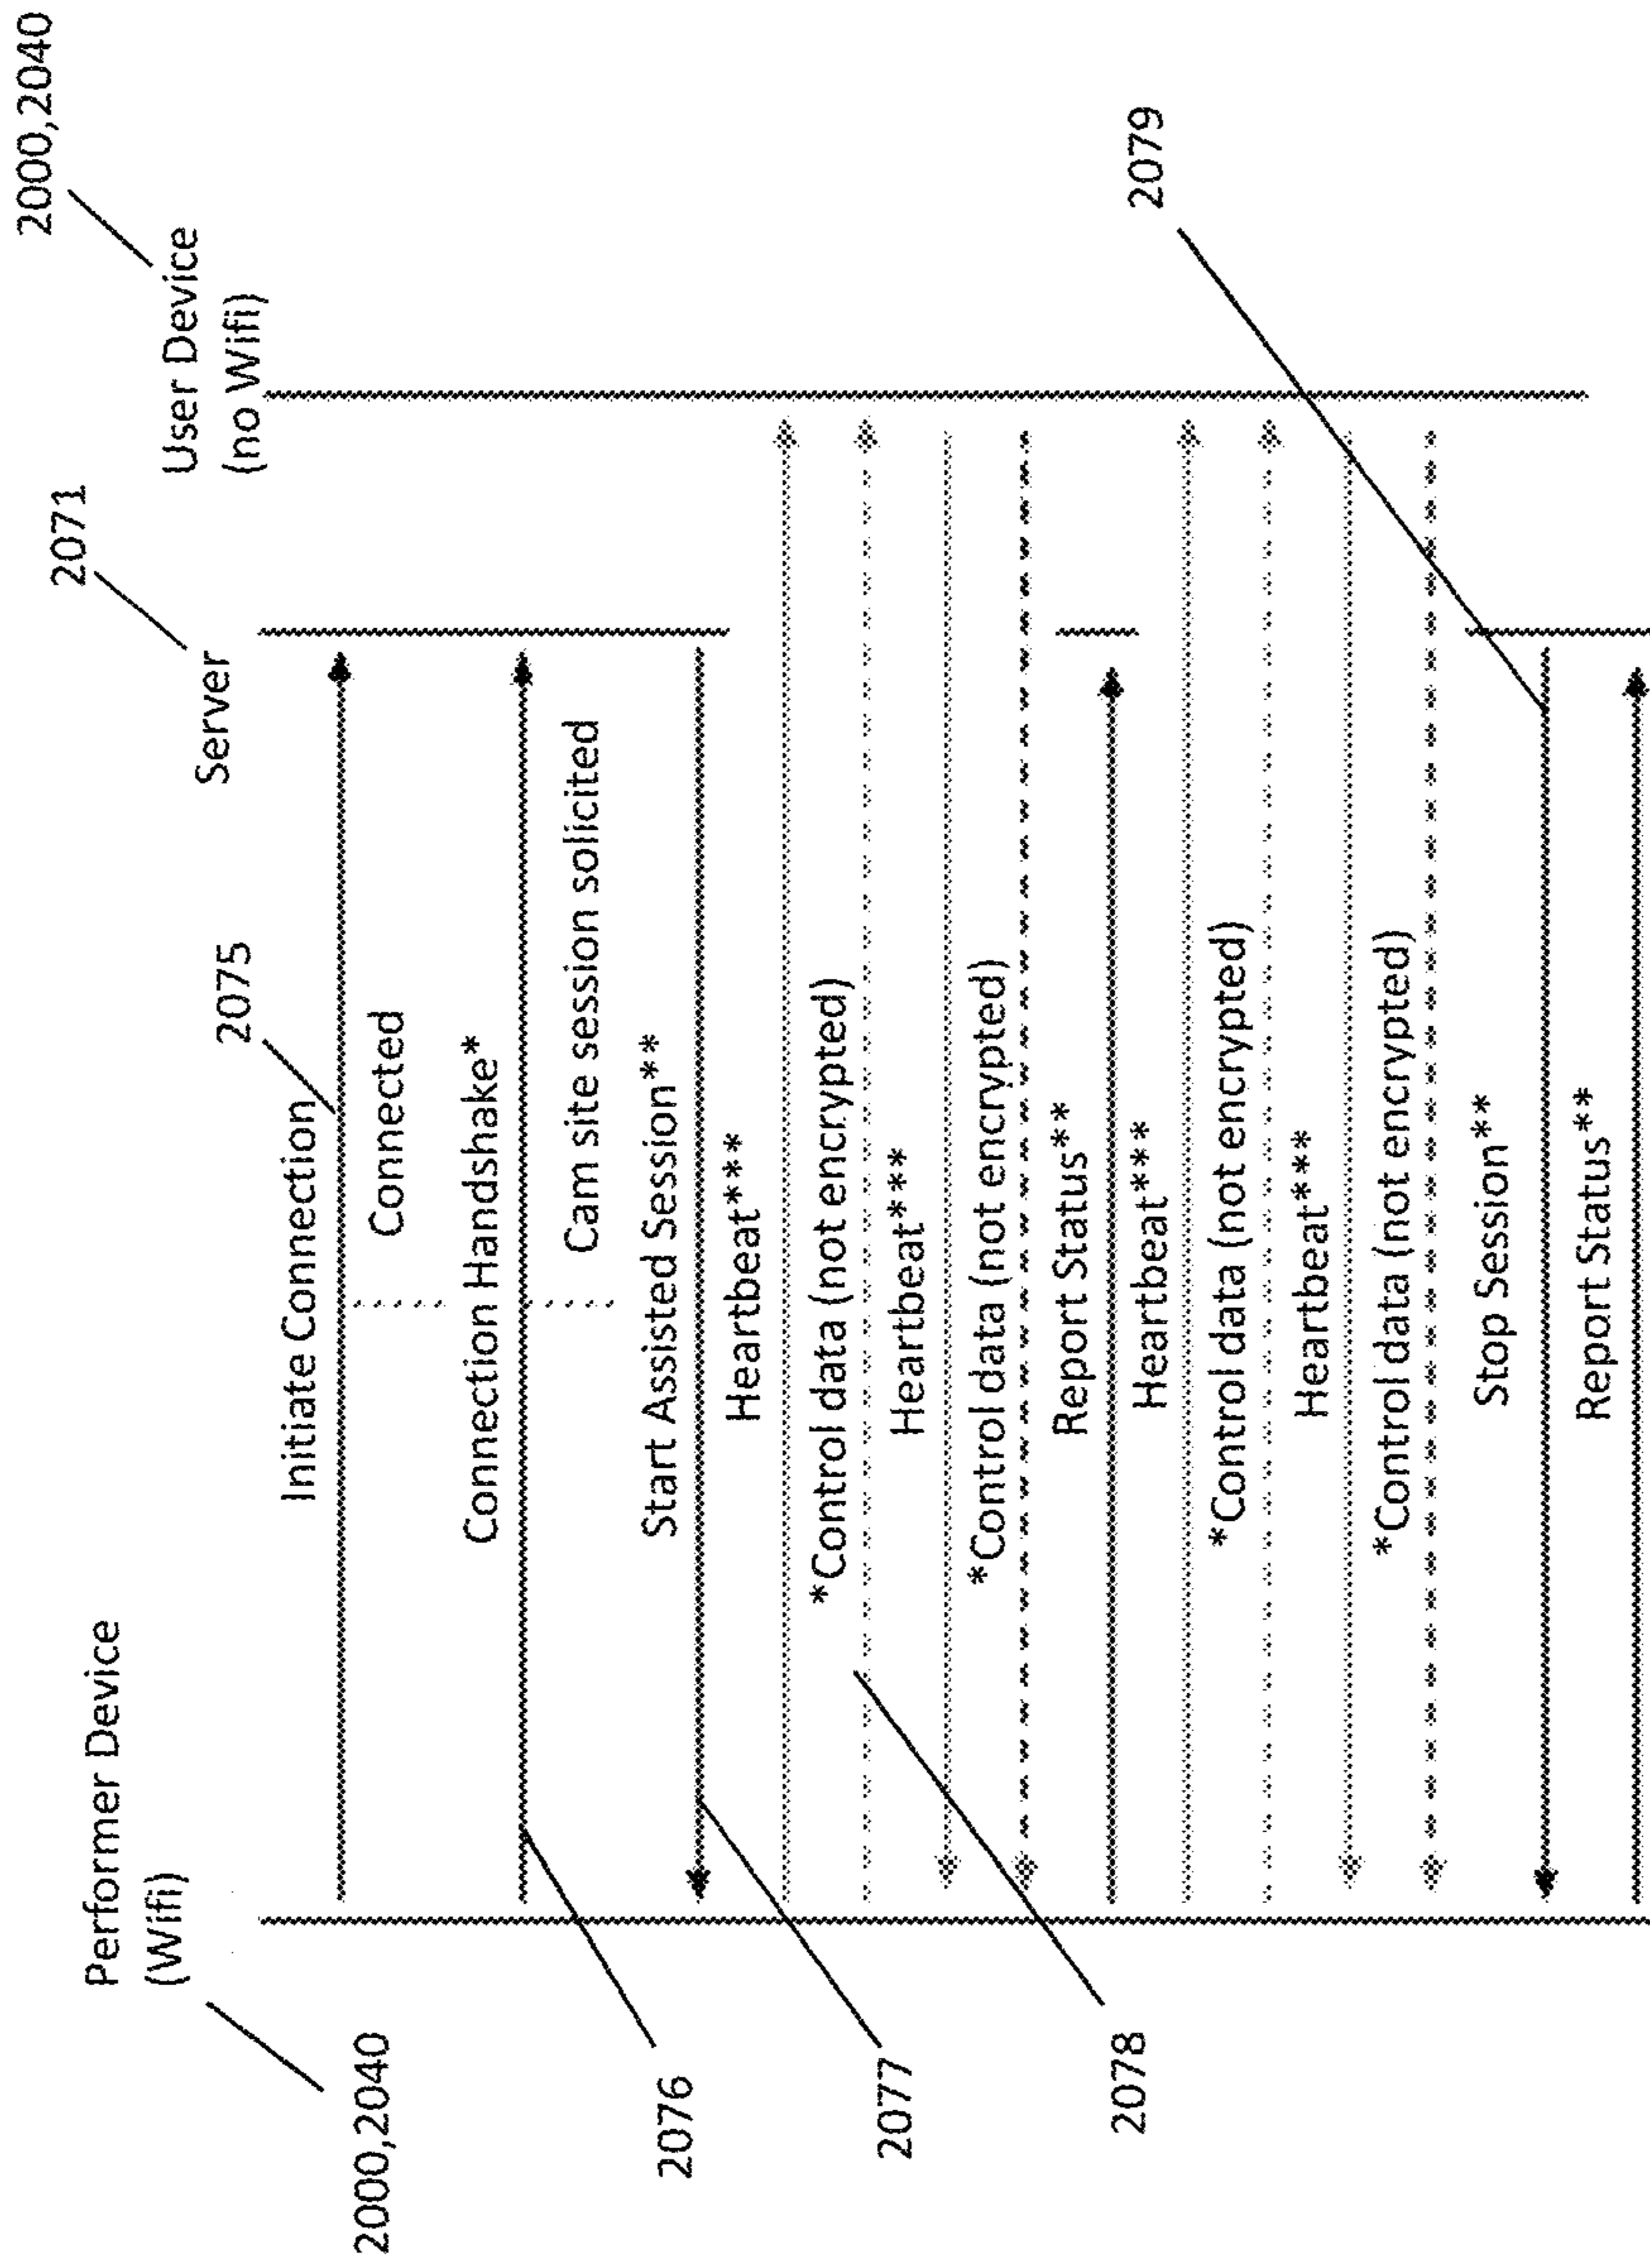 2000,2040
Performer Device
(Wifi)
Server
2071
User Device
(no Wifi)
2000,2040
Initiate Connection
2075
Connected
Connection Handshake*
2076
Cam site session solicited
Start Assisted Session**
2077
Heartbeat***
*Control data (not encrypted)
2078
Heartbeat***
*Control data (not encrypted)
Report Status**
Heartbeat***
*Control data (not encrypted)
Heartbeat***
*Control data (not encrypted)
Stop Session**
2079
Report Status**